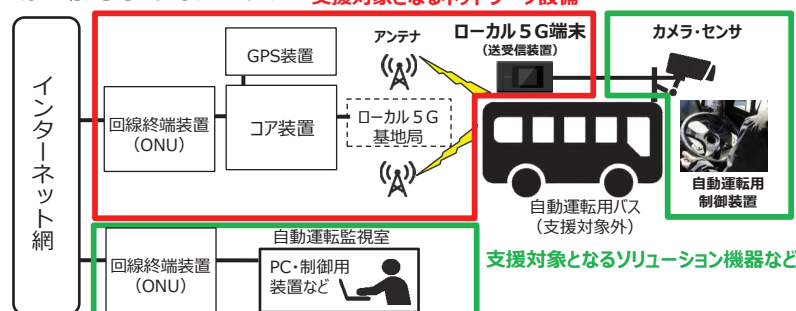 支援対象となるネットワーク設備
アンテナ
ローカル５G端末
（送受信装置）
カメラ・センサ
GPS装置
インターネット網
回線終端装置
（ONU）
コア装置
ローカル５G
基地局
自動運転用
制御装置
自動運転用バス
（支援対象外）
自動運転監視室
回線終端装置
（ONU）
PC・制御用
装置など
支援対象となるソリューション機器など